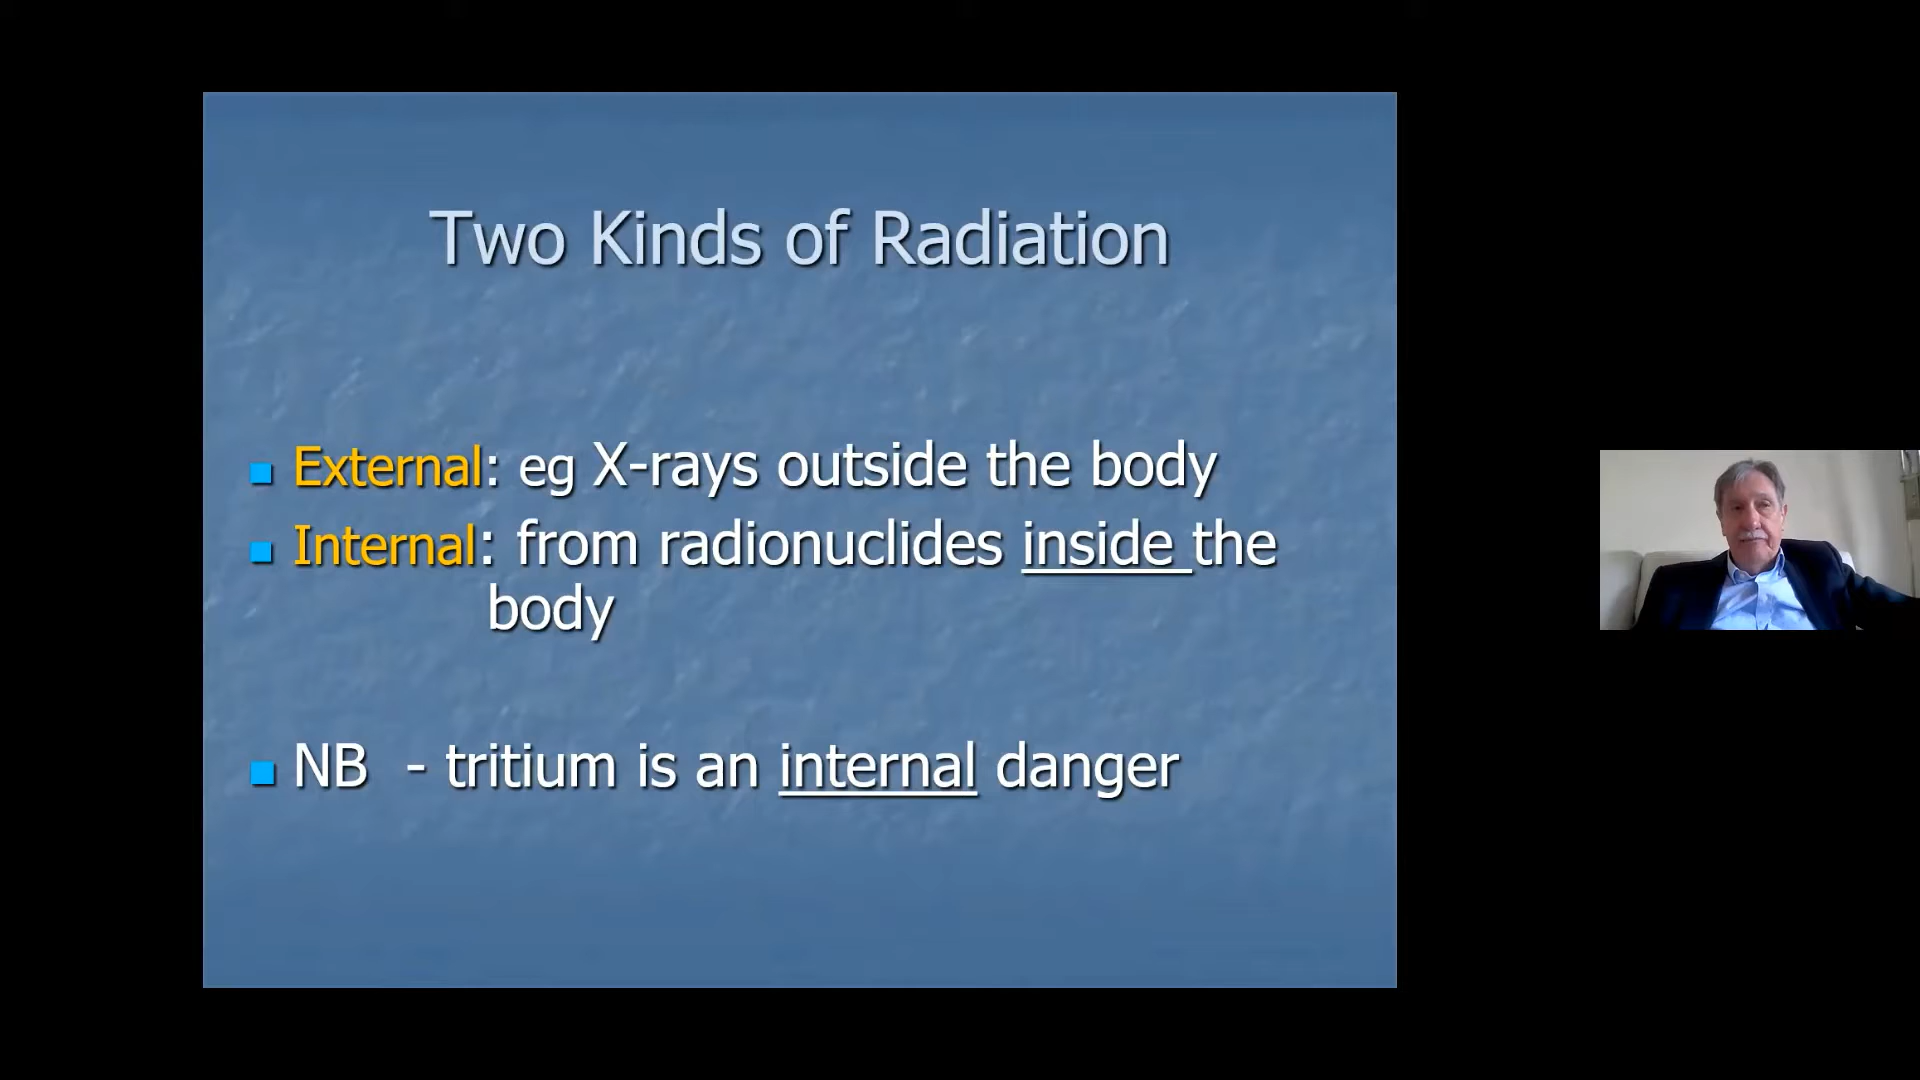 Two Kinds of Radiation
External: eg X-rays outside the body
Internal: from radionuclides inside the
body
NB - tritium is an internal danger